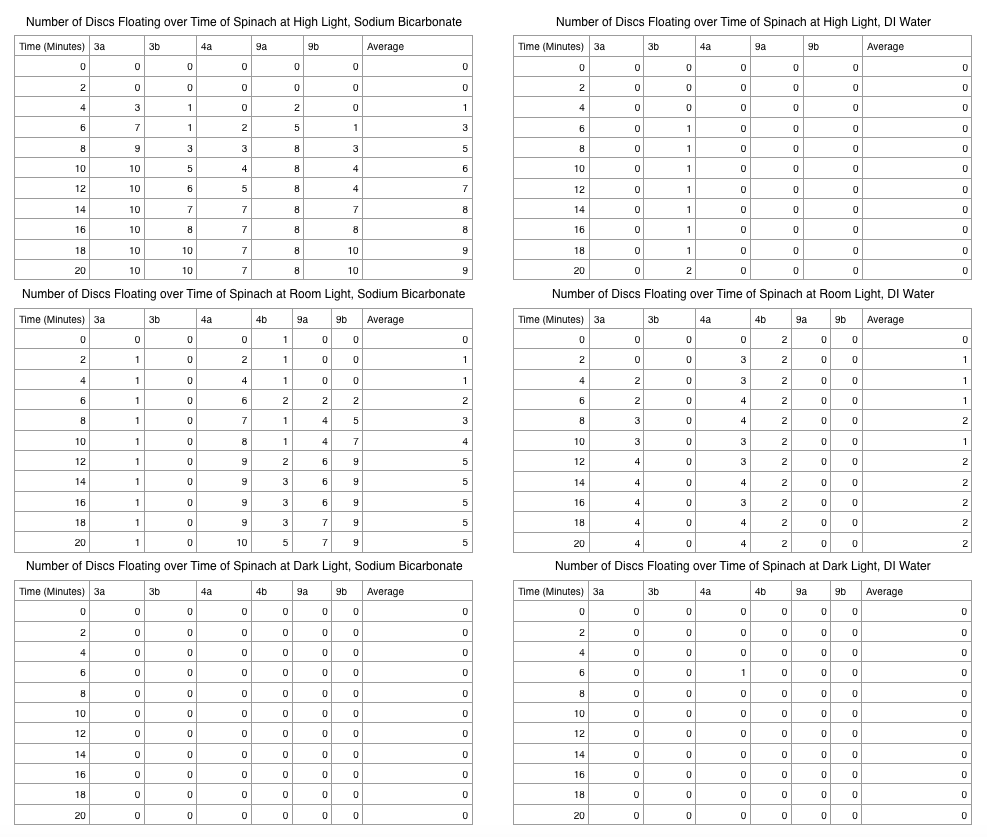 Number of Discs Floating over Time of Spinach at High Light, Sodium Bicarbonate
Time (Minutes) 3a 3b 4a 9a 9b Average
0 0 0 0 0 0 0
2 0 0 0 0 0 0
4 3 1 0 2 0 1
6 7 1 2 5 1 3
8 9 3 3 8 3 5
10 10 5 4 8 4 6
12 10 6 5 8 4 7
14 10 7 7 8 7 8
16 10 8 7 8 8 8
18 10 10 7 8 10 9
20 10 10 7 8 10 9
Number of Discs Floating over Time of Spinach at High Light, DI Water
Time (Minutes) 3a 3b 4a 9a 9b Average
0 0 0 0 0 0 0
2 0 0 0 0 0 0
4 0 0 0 0 0 0
6 0 1 0 0 0 0
8 0 1 0 0 0 0
10 0 1 0 0 0 0
12 0 1 0 0 0 0
14 0 1 0 0 0 0
16 0 1 0 0 0 0
18 0 1 0 0 0 0
20 0 2 0 0 0 0
Number of Discs Floating over Time of Spinach at Room Light, Sodium Bicarbonate
Time (Minutes) 3a 3b 4a 4b 9a 9b Average
0 0 0 0 1 0 0 0
2 1 0 2 1 0 0 1
4 1 0 4 1 0 0 1
6 1 0 6 2 2 2 2
8 1 0 7 1 4 5 3
10 1 0 8 1 4 7 4
12 1 0 9 2 6 9 5
14 1 0 9 3 6 9 5
16 1 0 9 3 6 9 5
18 1 0 9 3 7 9 5
20 1 0 10 5 7 9 5
Number of Discs Floating over Time of Spinach at Room Light, DI Water
Time (Minutes) 3a 3b 4a 4b 9a 9b Average
0 0 0 0 2 0 0 0
2 0 0 3 2 0 0 1
4 2 0 3 2 0 0 1
6 2 0 4 2 0 0 1
8 3 0 4 2 0 0 2
10 3 0 3 2 0 0 1
12 4 0 3 2 0 0 2
14 4 0 4 2 0 0 2
16 4 0 3 2 0 0 2
18 4 0 4 2 0 0 2
20 4 0 4 2 0 0 2
Number of Discs Floating over Time of Spinach at Dark Light, Sodium Bicarbonate
Time (Minutes) 3a 3b 4a 4b 9a 9b Average
0 0 0 0 0 0 0 0
2 0 0 0 0 0 0 0
4 0 0 0 0 0 0 0
6 0 0 0 0 0 0 0
8 0 0 0 0 0 0 0
10 0 0 0 0 0 0 0
12 0 0 0 0 0 0 0
14 0 0 0 0 0 0 0
16 0 0 0 0 0 0 0
18 0 0 0 0 0 0 0
20 0 0 0 0 0 0 0
Number of Discs Floating over Time of Spinach at Dark Light, DI Water
Time (Minutes) 3a 3b 4a 4b 9a 9b Average
0 0 0 0 0 0 0 0
2 0 0 0 0 0 0 0
4 0 0 0 0 0 0 0
6 0 0 1 0 0 0 0
8 0 0 0 0 0 0 0
10 0 0 0 0 0 0 0
12 0 0 0 0 0 0 0
14 0 0 0 0 0 0 0
16 0 0 0 0 0 0 0
18 0 0 0 0 0 0 0
20 0 0 0 0 0 0 0